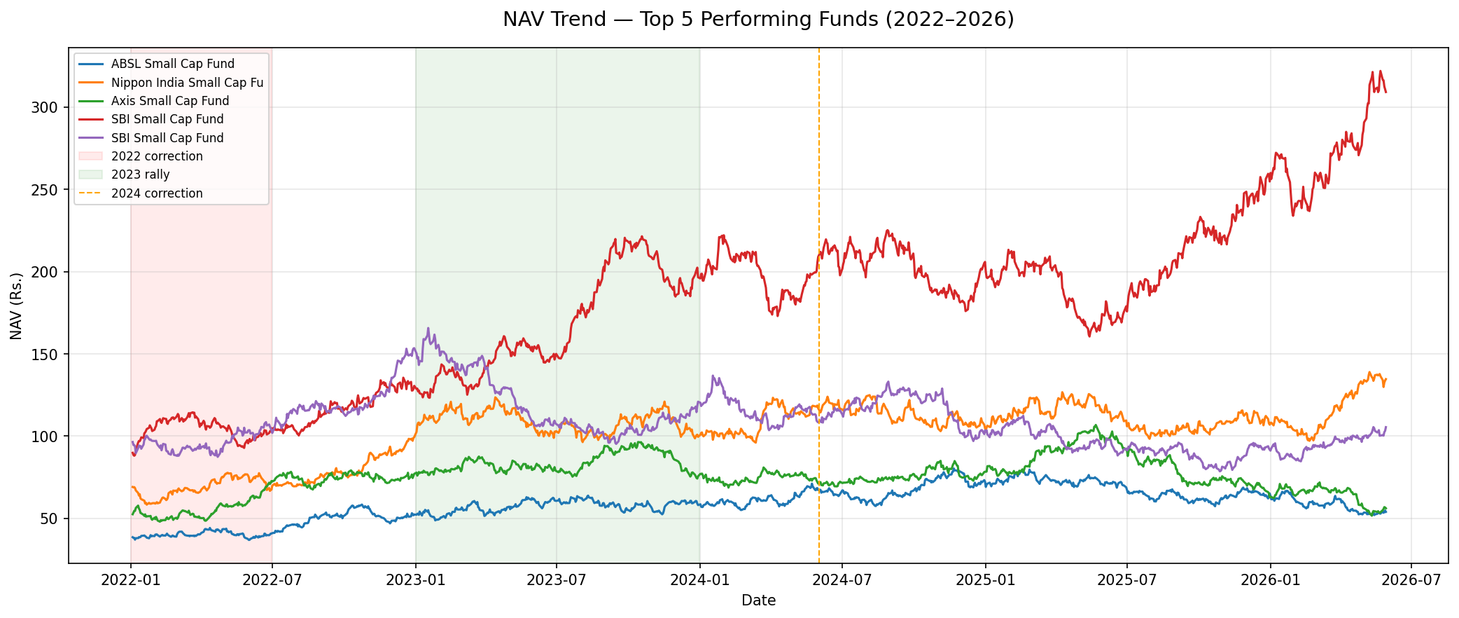 NAV Trend — Top 5 Performing Funds (2022–2026)
ABSL Small Cap Fund
Nippon India Small Cap Fu
Axis Small Cap Fund
SBI Small Cap Fund
SBI Small Cap Fund
2022 correction
2023 rally
2024 correction
NAV (Rs.)
300
250
200
150
100
50
2022-01
2022-07
2023-01
2023-07
2024-01
2024-07
2025-01
2025-07
2026-01
2026-07
Date